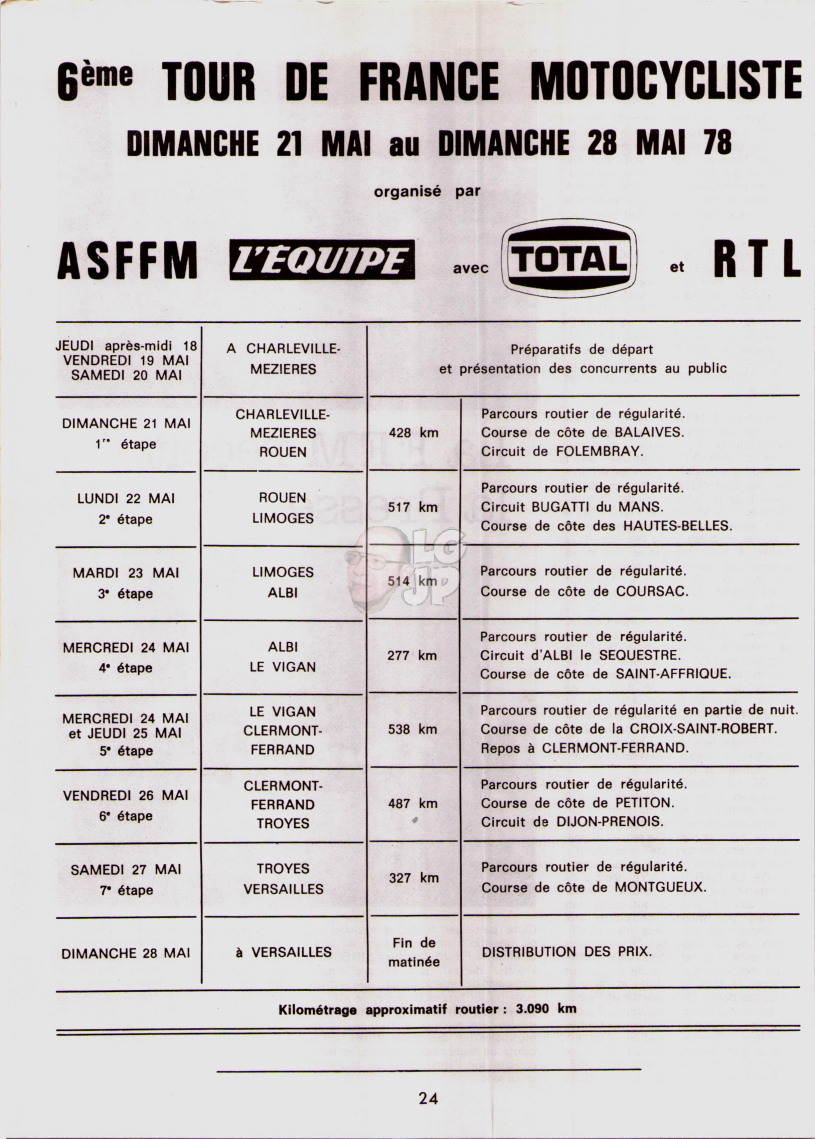 6ème TOUR DE FRANCE MOTOCYCLISTE
DIMANCHE 21 MAI au DIMANCHE 28 MAI 78
organisé par
ASFFM L'ÉQUIPE avec TOTAL et RTL
JEUDI après-midi 18
VENDREDI 19 MAI
SAMEDI 20 MAI
A CHARLEVILLE-
MEZIERES
Préparatifs de départ
et présentation des concurrents au public
DIMANCHE 21 MAI
1re étape
CHARLEVILLE-
MEZIERES
ROUEN
428 km
Parcours routier de régularité.
Course de côte de BALAIVES.
Circuit de FOLEMBRAY.
LUNDI 22 MAI
2e étape
ROUEN
LIMOGES
517 km
Parcours routier de régularité.
Circuit BUGATTI du MANS.
Course de côte des HAUTES-BELLES.
MARDI 23 MAI
3e étape
LIMOGES
ALBI
514 km
Parcours routier de régularité.
Course de côte de COURSAC.
LG
JP
MERCREDI 24 MAI
4e étape
ALBI
LE VIGAN
277 km
Parcours routier de régularité.
Circuit d'ALBI le SEQUESTRE.
Course de côte de SAINT-AFFRIQUE.
MERCREDI 24 MAI
et JEUDI 25 MAI
5e étape
LE VIGAN
CLERMONT-
FERRAND
538 km
Parcours routier de régularité en partie de nuit.
Course de côte de la CROIX-SAINT-ROBERT.
Repos à CLERMONT-FERRAND.
VENDREDI 26 MAI
6e étape
CLERMONT-
FERRAND
TROYES
487 km
Parcours routier de régularité.
Course de côte de PETITON.
Circuit de DIJON-PRENOIS.
SAMEDI 27 MAI
7e étape
TROYES
VERSAILLES
327 km
Parcours routier de régularité.
Course de côte de MONTGUEUX.
DIMANCHE 28 MAI
à VERSAILLES
Fin de
matinée
DISTRIBUTION DES PRIX.
Kilométrage approximatif routier : 3.090 km
24